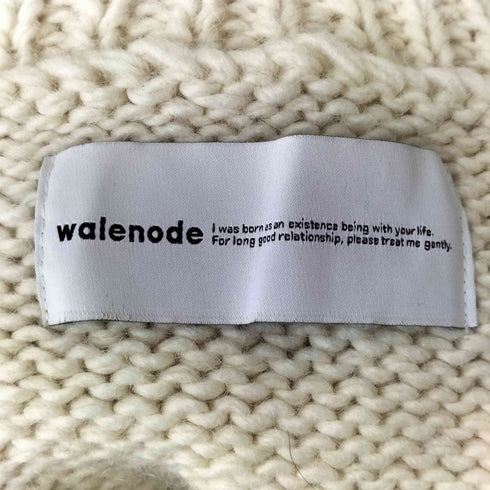 walenode
I was born as an existence being with your life.
For long good relationship, please treat me gently.